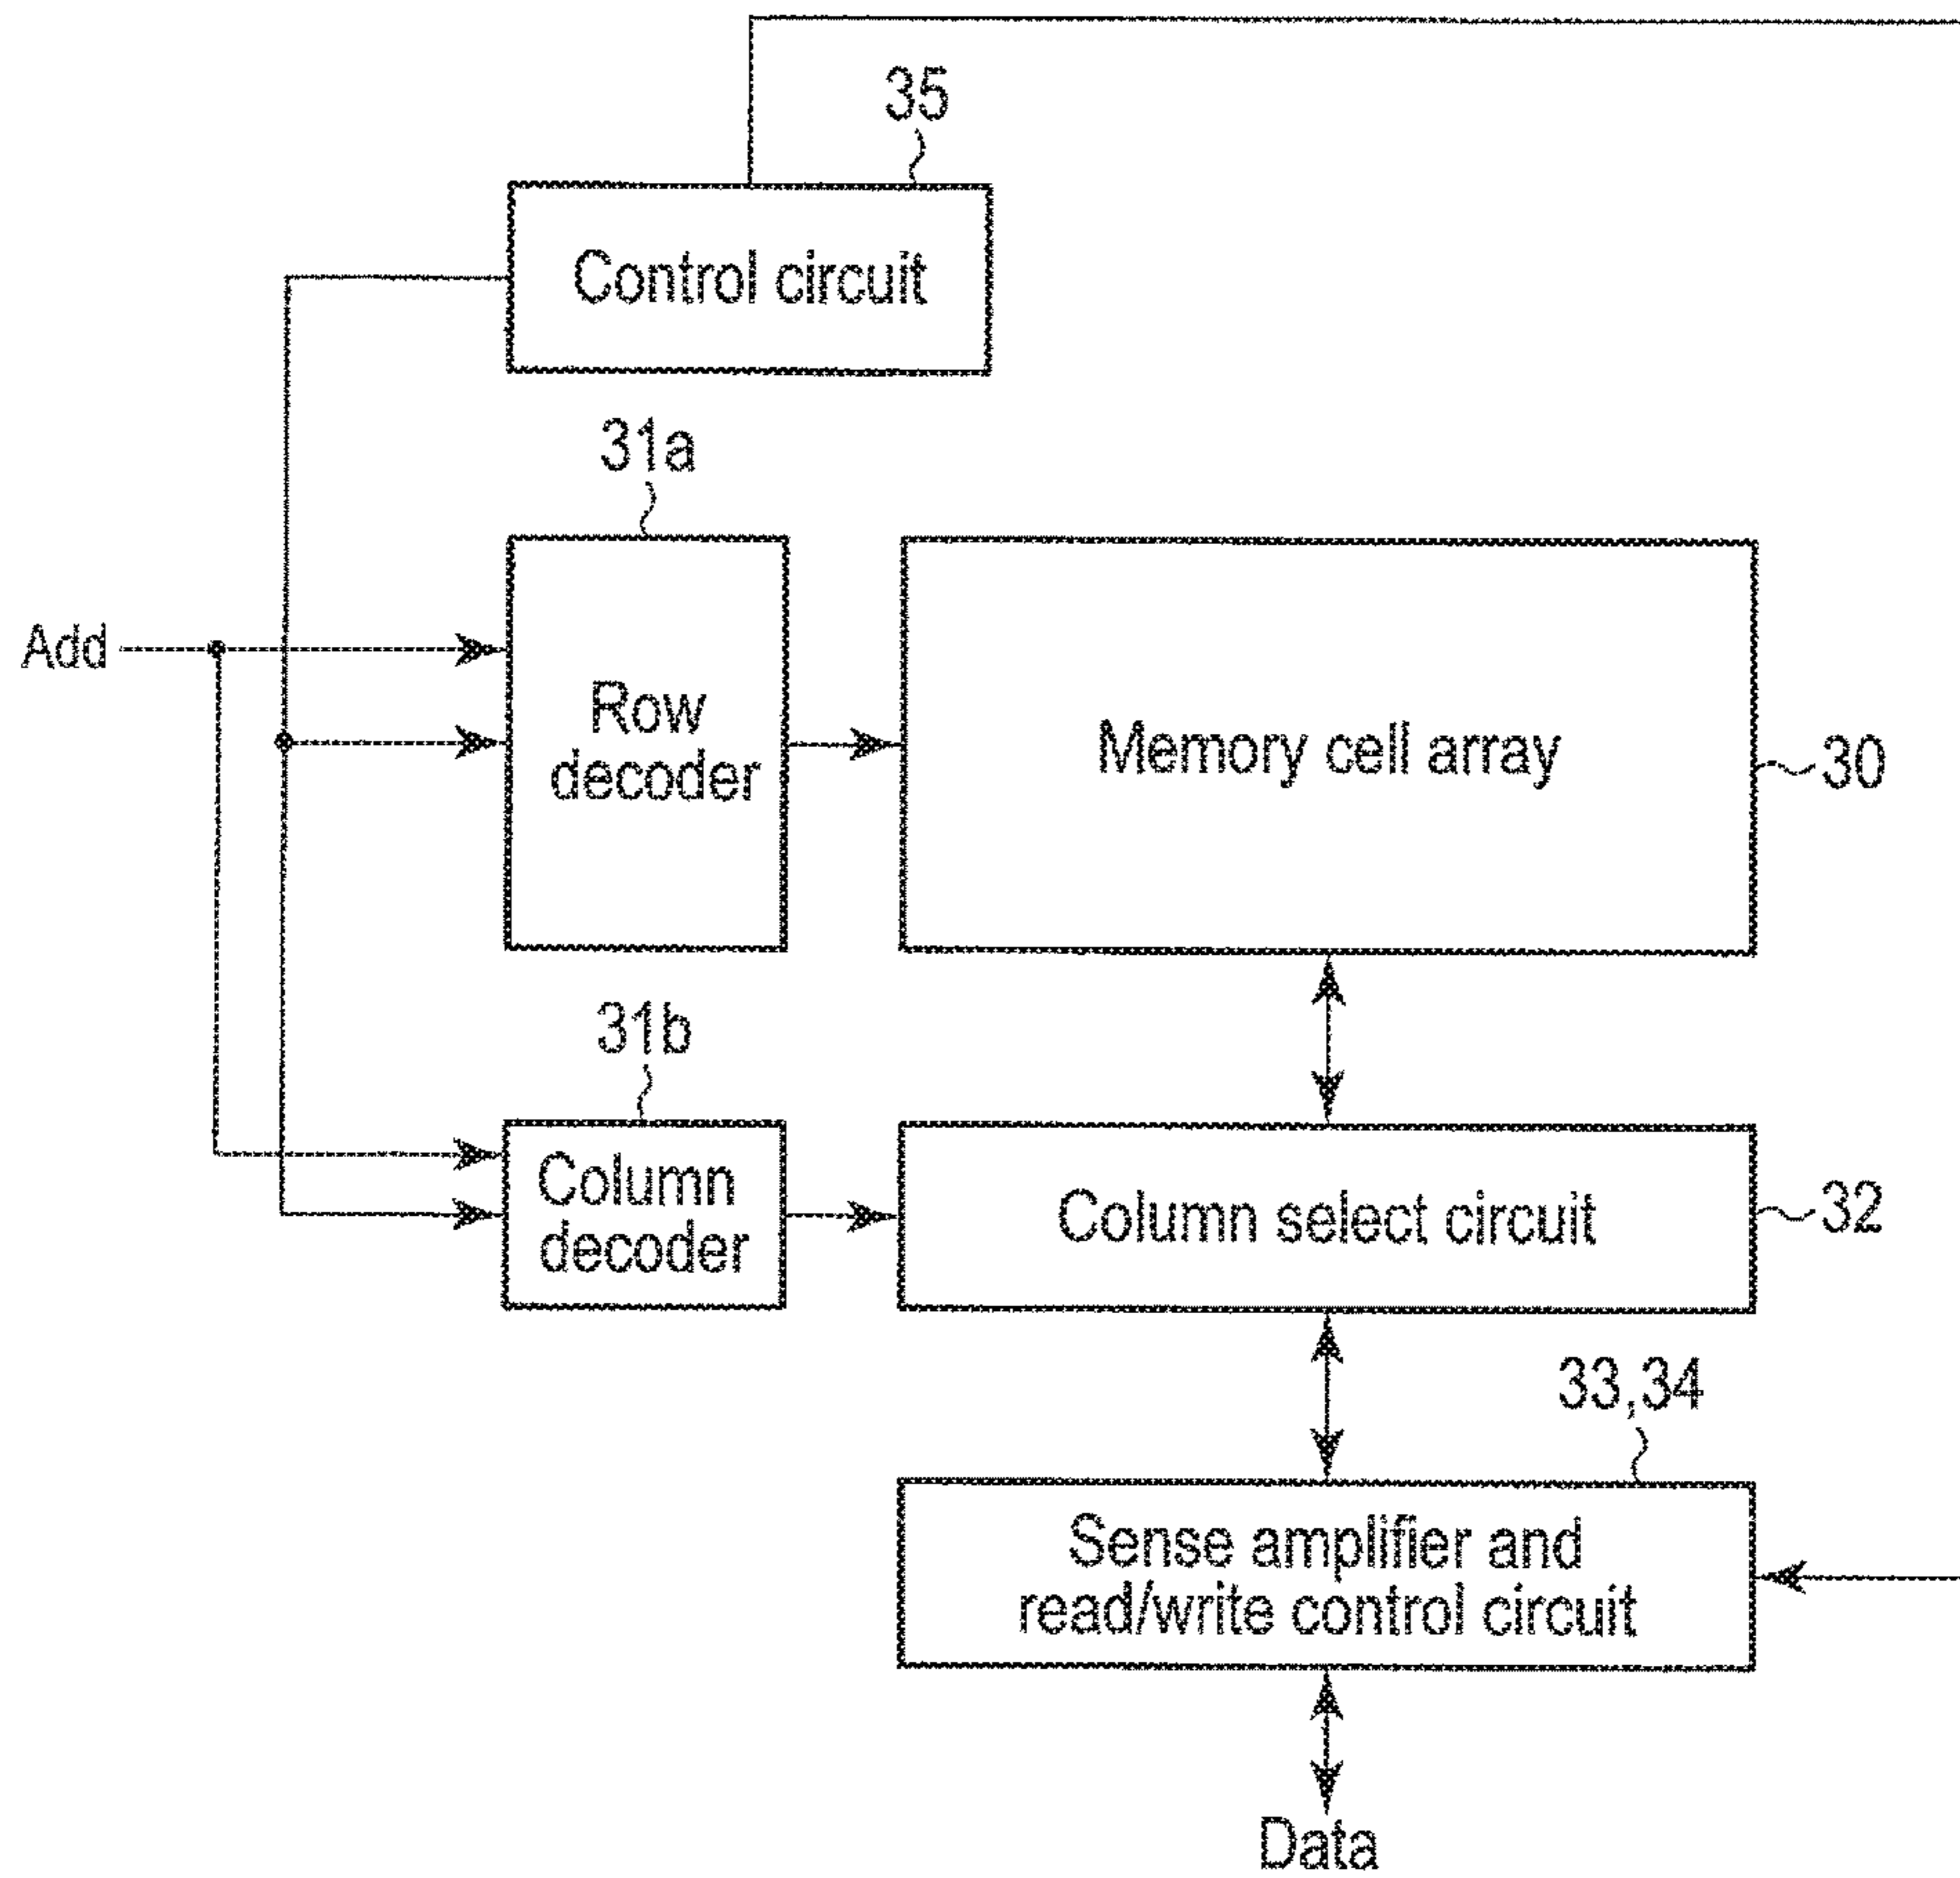 35
Control circuit
31a
Add
Row
decoder
Memory cell array
30
31b
Column
decoder
Column select circuit
32
33,34
Sense amplifier and
read/write control circuit
Data